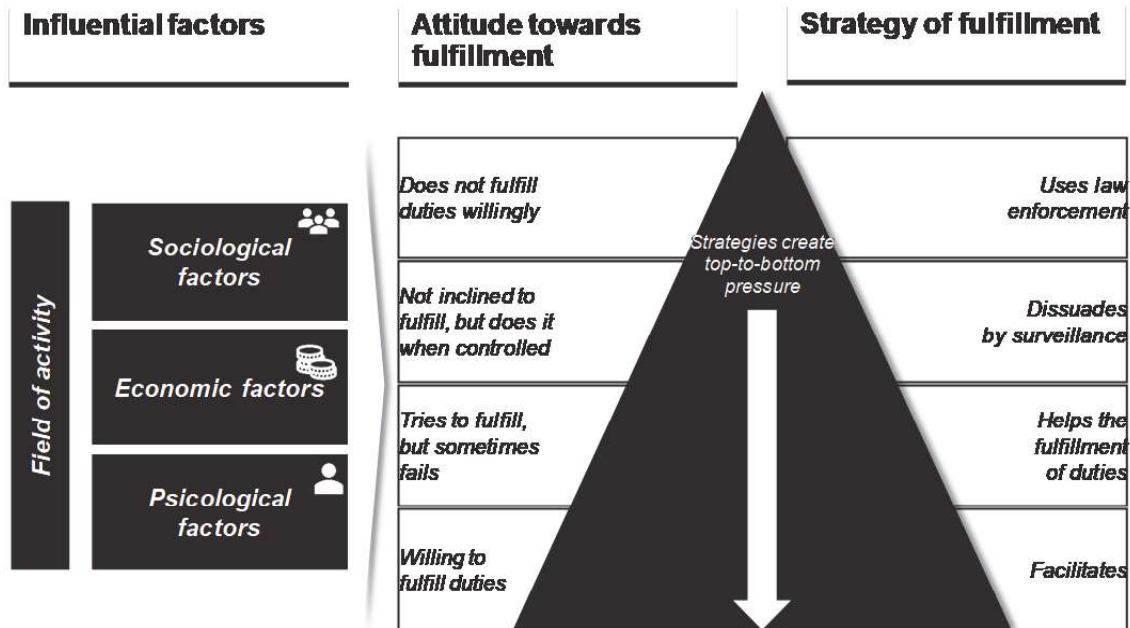 Influential factors
Attitude towards
fulfillment
Strategy of fulfillment
Field of activity
Sociological
factors
Economic factors
Psicological
factors
Does not fulfill
duties willingly
Not inclined to
fulfill, but does it
when controlled
Tries to fulfill,
but sometimes
fails
Willing to
fulfill duties
Strategies create
top-to-bottom
pressure
Uses law
enforcement
Dissuades
by surveillance
Helps the
fulfillment
of duties
Facilitates